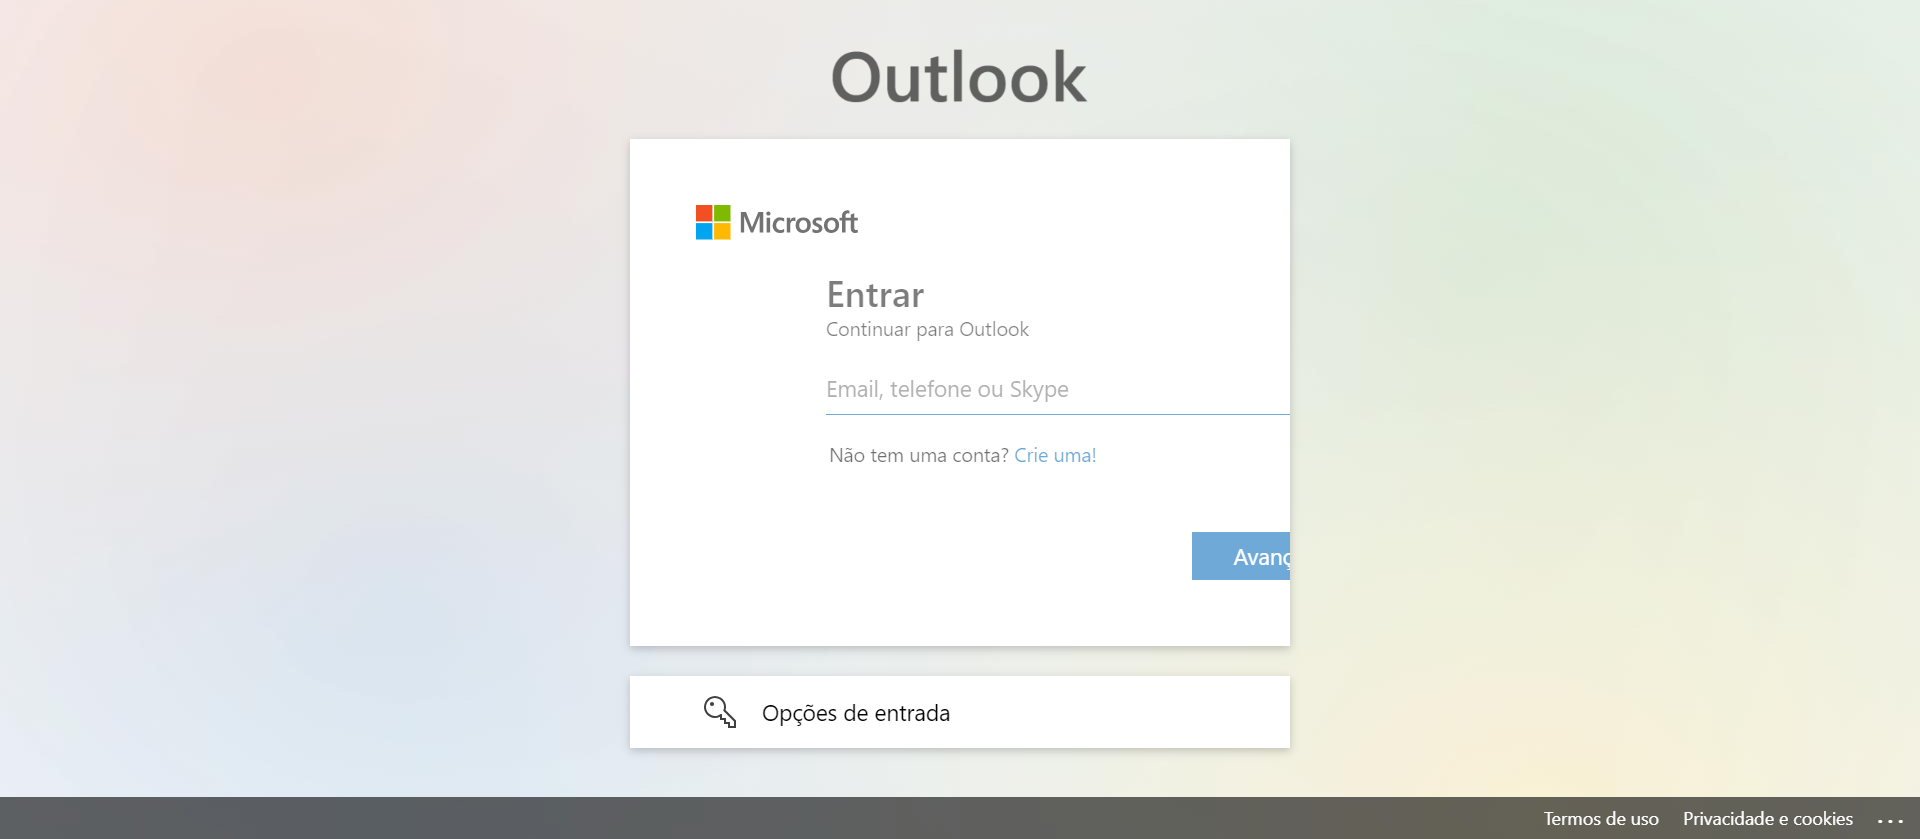 Outlook
Microsoft
Entrar
Continuar para Outlook
Email, telefone ou Skype
Não tem uma conta? Crie uma!
Avanç
Opções de entrada
Termos de uso Privacidade e cookies ...